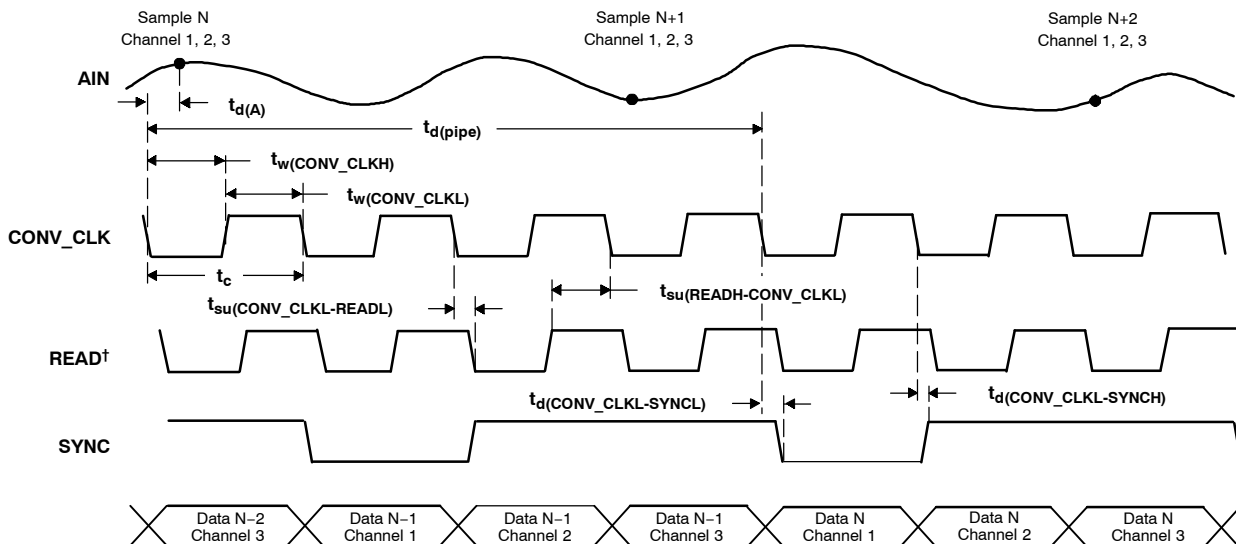 Sample N
Channel 1, 2, 3
Sample N+1
Channel 1, 2, 3
Sample N+2
Channel 1, 2, 3
AIN
td(A)
td(pipe)
tw(CONV_CLKH)
tw(CONV_CLKL)
CONV_CLK
tc
tsu(CONV_CLKL-READL)
tsu(READH-CONV_CLKL)
READ†
td(CONV_CLKL-SYNCL)
td(CONV_CLKL-SYNCH)
SYNC
Data N−2
Channel 3
Data N−1
Channel 1
Data N−1
Channel 2
Data N−1
Channel 3
Data N
Channel 1
Data N
Channel 2
Data N
Channel 3